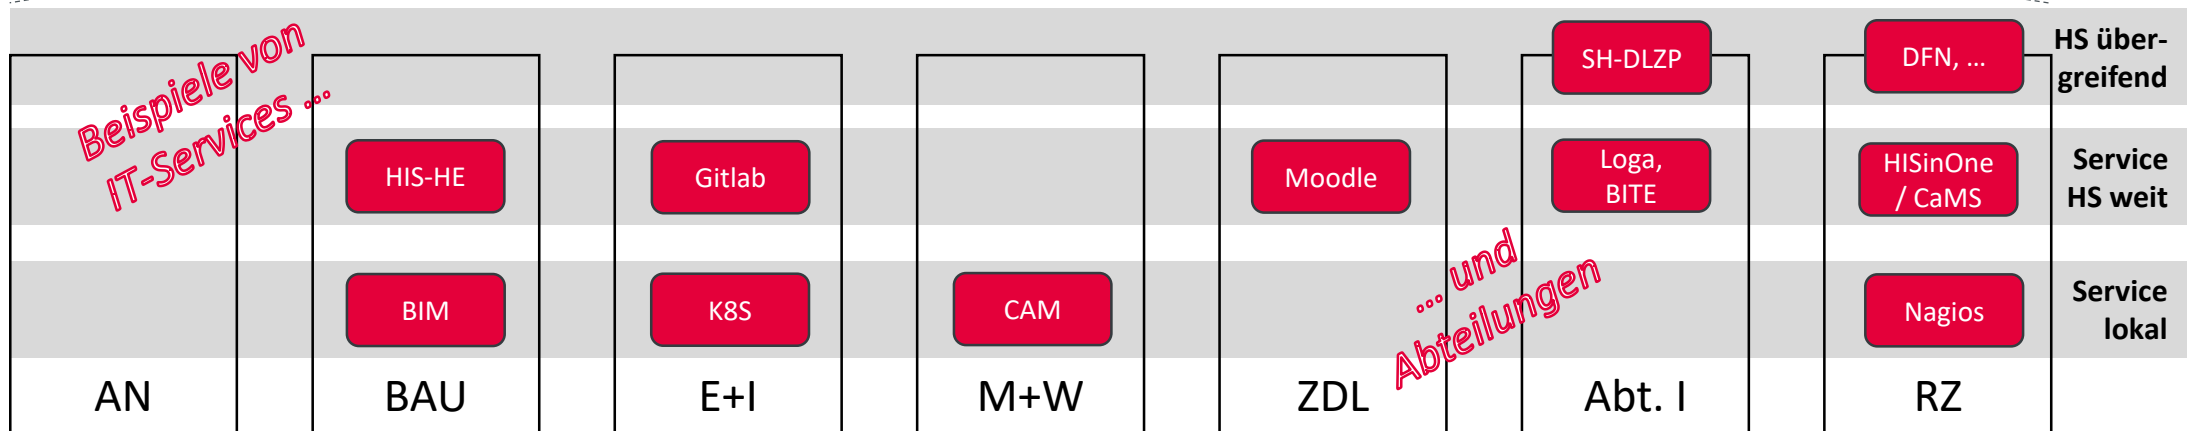 Beispiele von
IT-Services ...
SH-DLZP
DFN, ...
HS über-
greifend
HIS-HE
Gitlab
Moodle
Loga,
BITE
HISinOne
/ CaMS
Service
HS weit
... und
Abteilungen
BIM
K8S
CAM
Nagios
Service
lokal
AN
BAU
E+I
M+W
ZDL
Abt. I
RZ